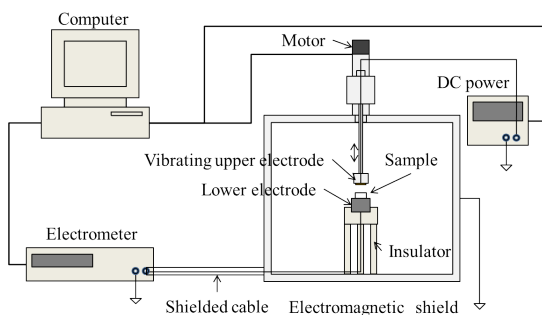 Computer
Motor
DC power
Vibrating upper electrode
Sample
Lower electrode
Electrometer
Insulator
Shielded cable
Electromagnetic shield